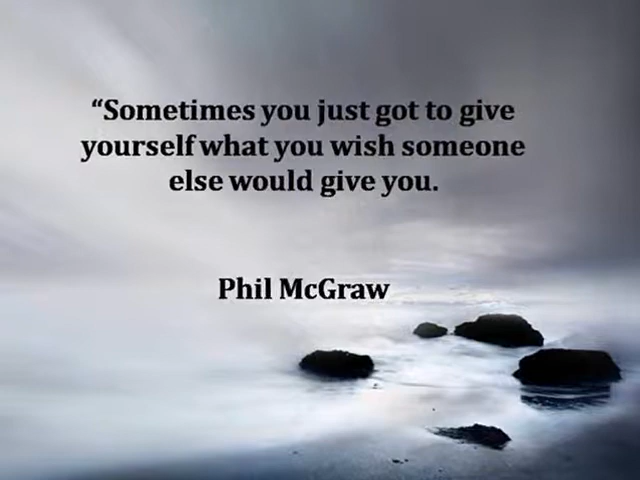 “Sometimes you just got to give
yourself what you wish someone
else would give you.
Phil McGraw